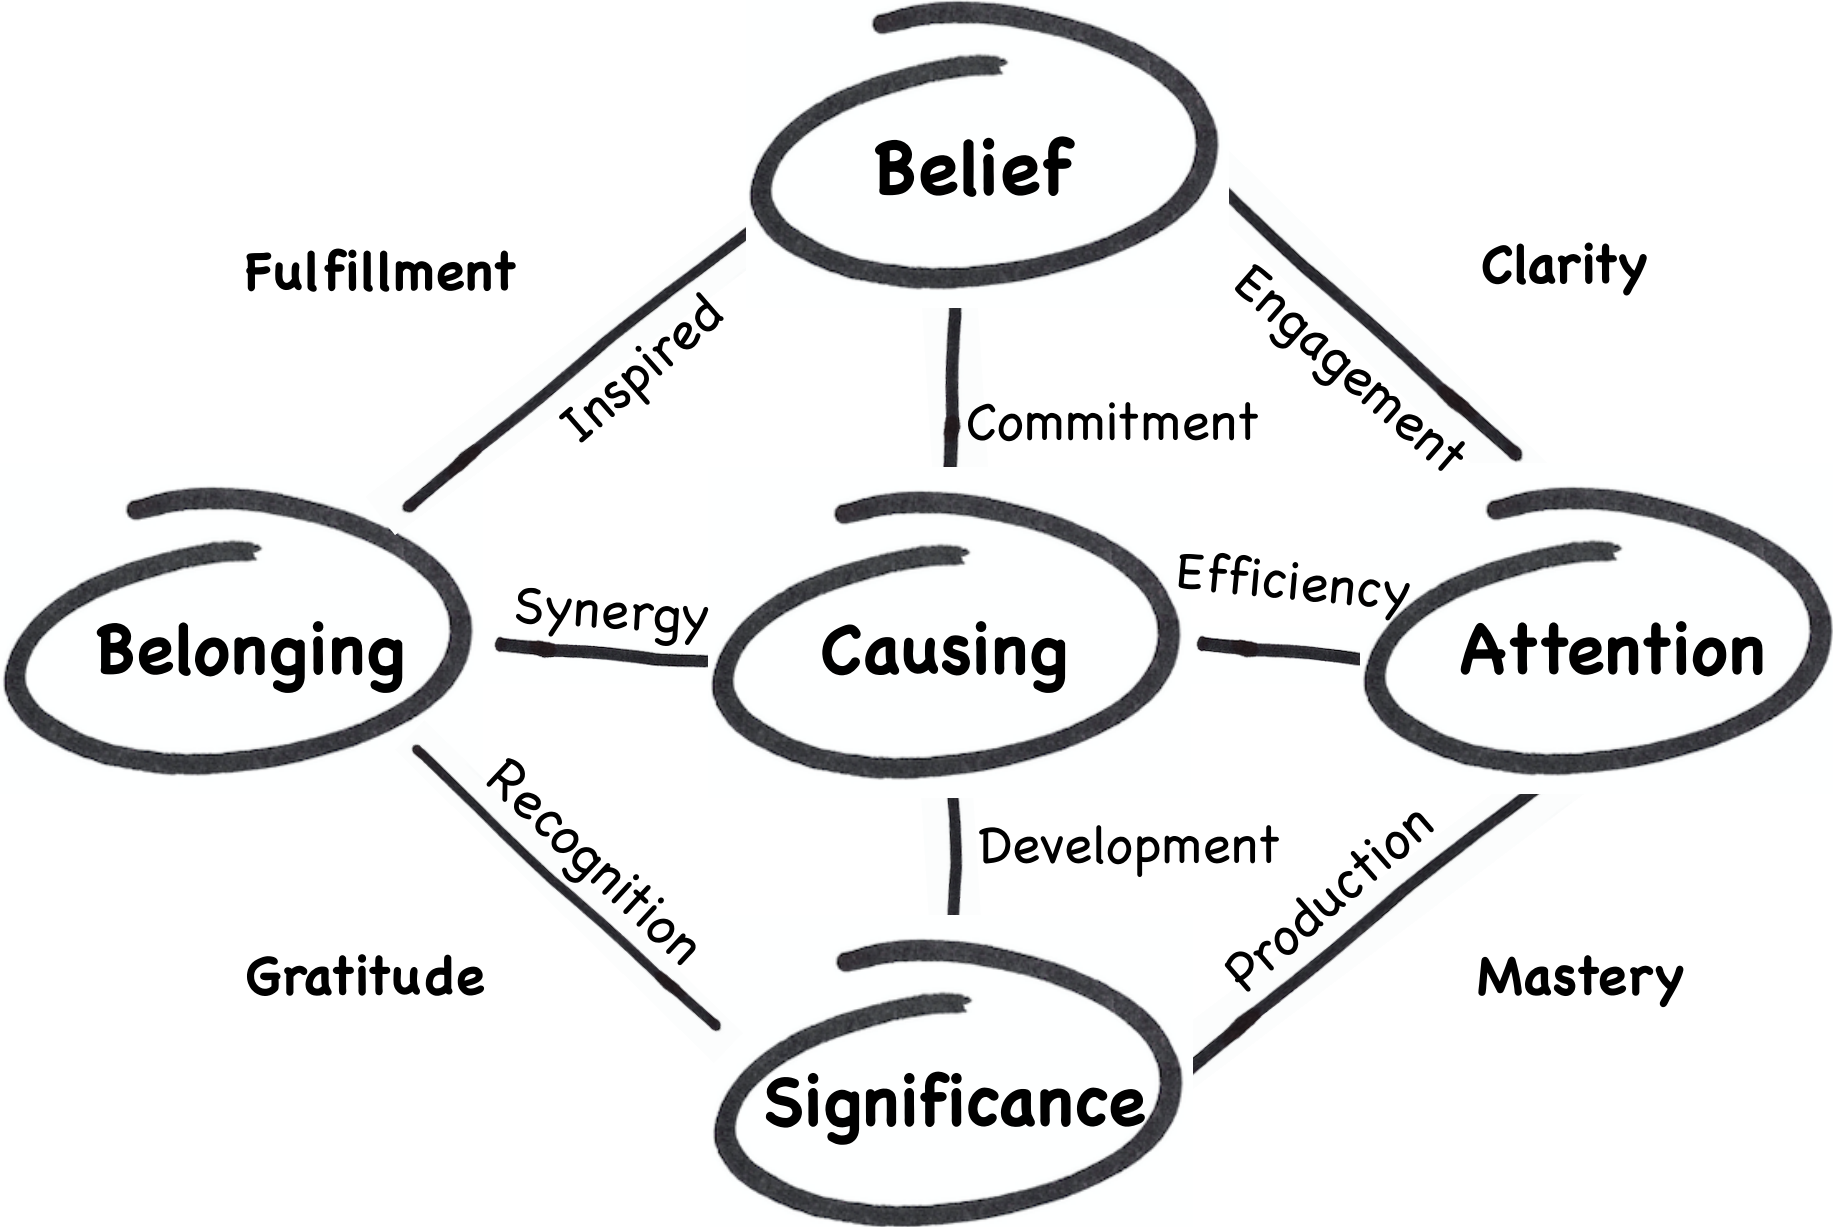 Belief
Fulfillment
Clarity
Inspired
Engagement
Commitment
Synergy
Efficiency
Belonging
Causing
Attention
Recognition
Development
Production
Gratitude
Mastery
Significance